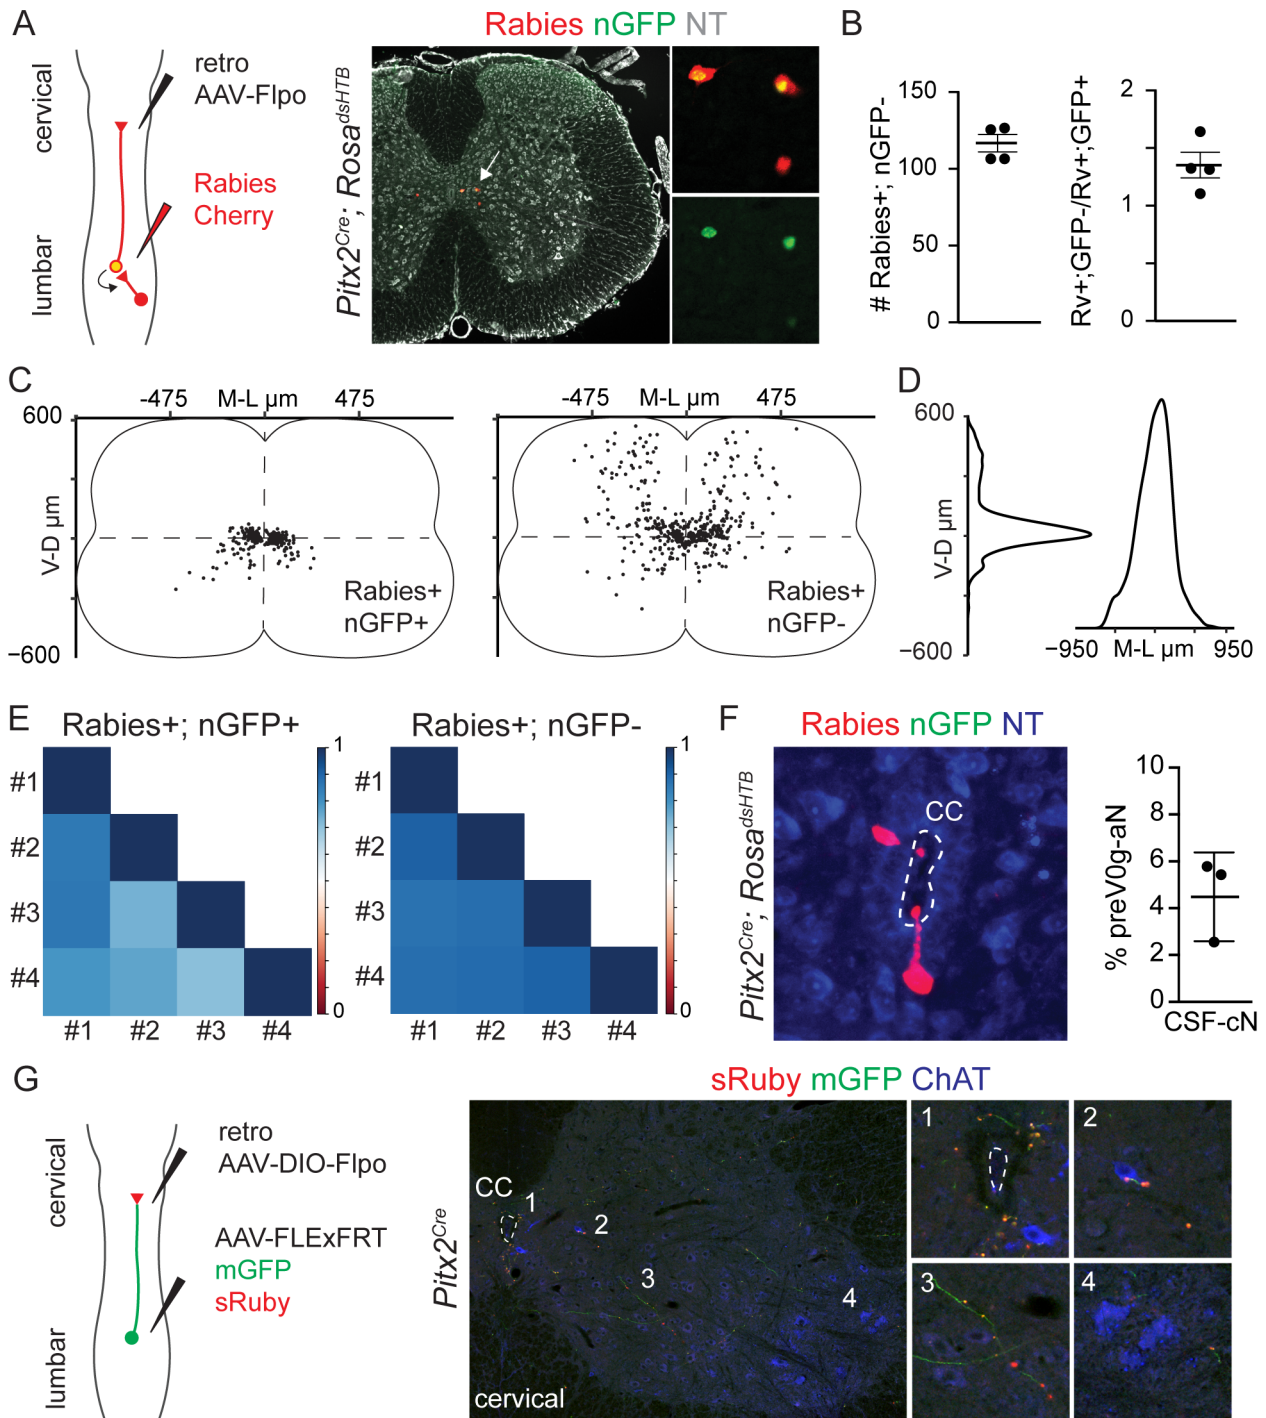 A
Rabies nGFP NT
cervical
lumbar
retro
AAV-Flpo
Rabies
Cherry
Pitx2Cre; RosadsHTB
B
# Rabies+; nGFP-
150
100
50
0
Rv+;GFP-/Rv+;GFP+
2
1
0
C
-475 M-L µm 475
600
V-D µm
−600
Rabies+
nGFP+
-475 M-L µm 475
Rabies+
nGFP-
D
600
V-D µm
−600
−950 M-L µm 950
E
Rabies+; nGFP+
#1
#2
#3
#4
#1 #2 #3 #4
1
0
Rabies+; nGFP-
#1
#2
#3
#4
#1 #2 #3 #4
1
0
F
Rabies nGFP NT
Pitx2Cre; RosadsHTB
CC
% preV0g-aN
10
8
6
4
2
0
CSF-cN
G
cervical
lumbar
retro
AAV-DIO-Flpo
AAV-FLExFRT
mGFP
sRuby
sRuby mGFP ChAT
Pitx2Cre
CC
1
2
3
4
cervical
1
2
3
4